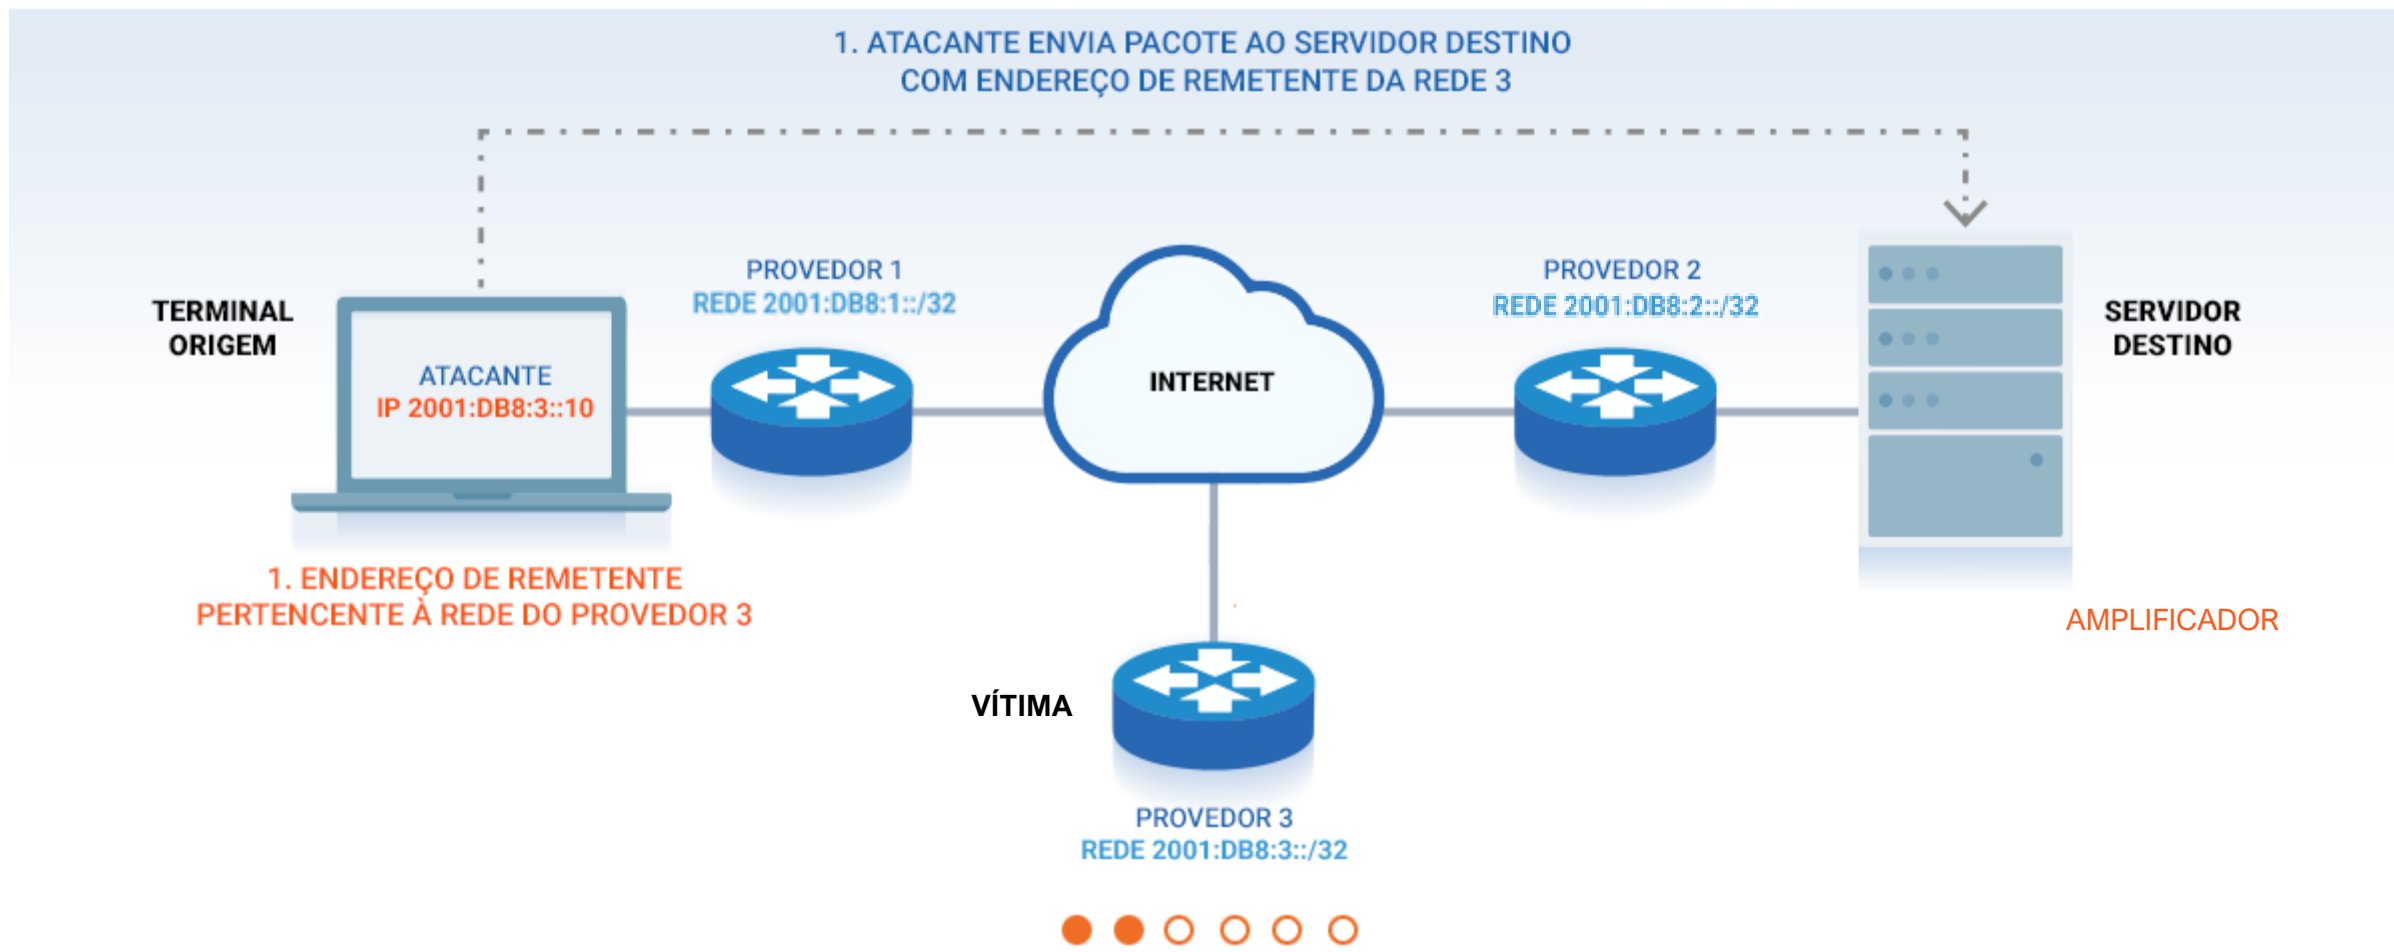 1. ATACANTE ENVIA PACOTE AO SERVIDOR DESTINO
COM ENDEREÇO DE REMETENTE DA REDE 3
PROVEDOR 1
REDE 2001:DB8:1::/32
PROVEDOR 2
REDE 2001:DB8:2::/32
TERMINAL
ORIGEM
ATACANTE
IP 2001:DB8:3::10
INTERNET
SERVIDOR
DESTINO
1. ENDEREÇO DE REMETENTE
PERTENCENTE À REDE DO PROVEDOR 3
AMPLIFICADOR
VÍTIMA
PROVEDOR 3
REDE 2001:DB8:3::/32